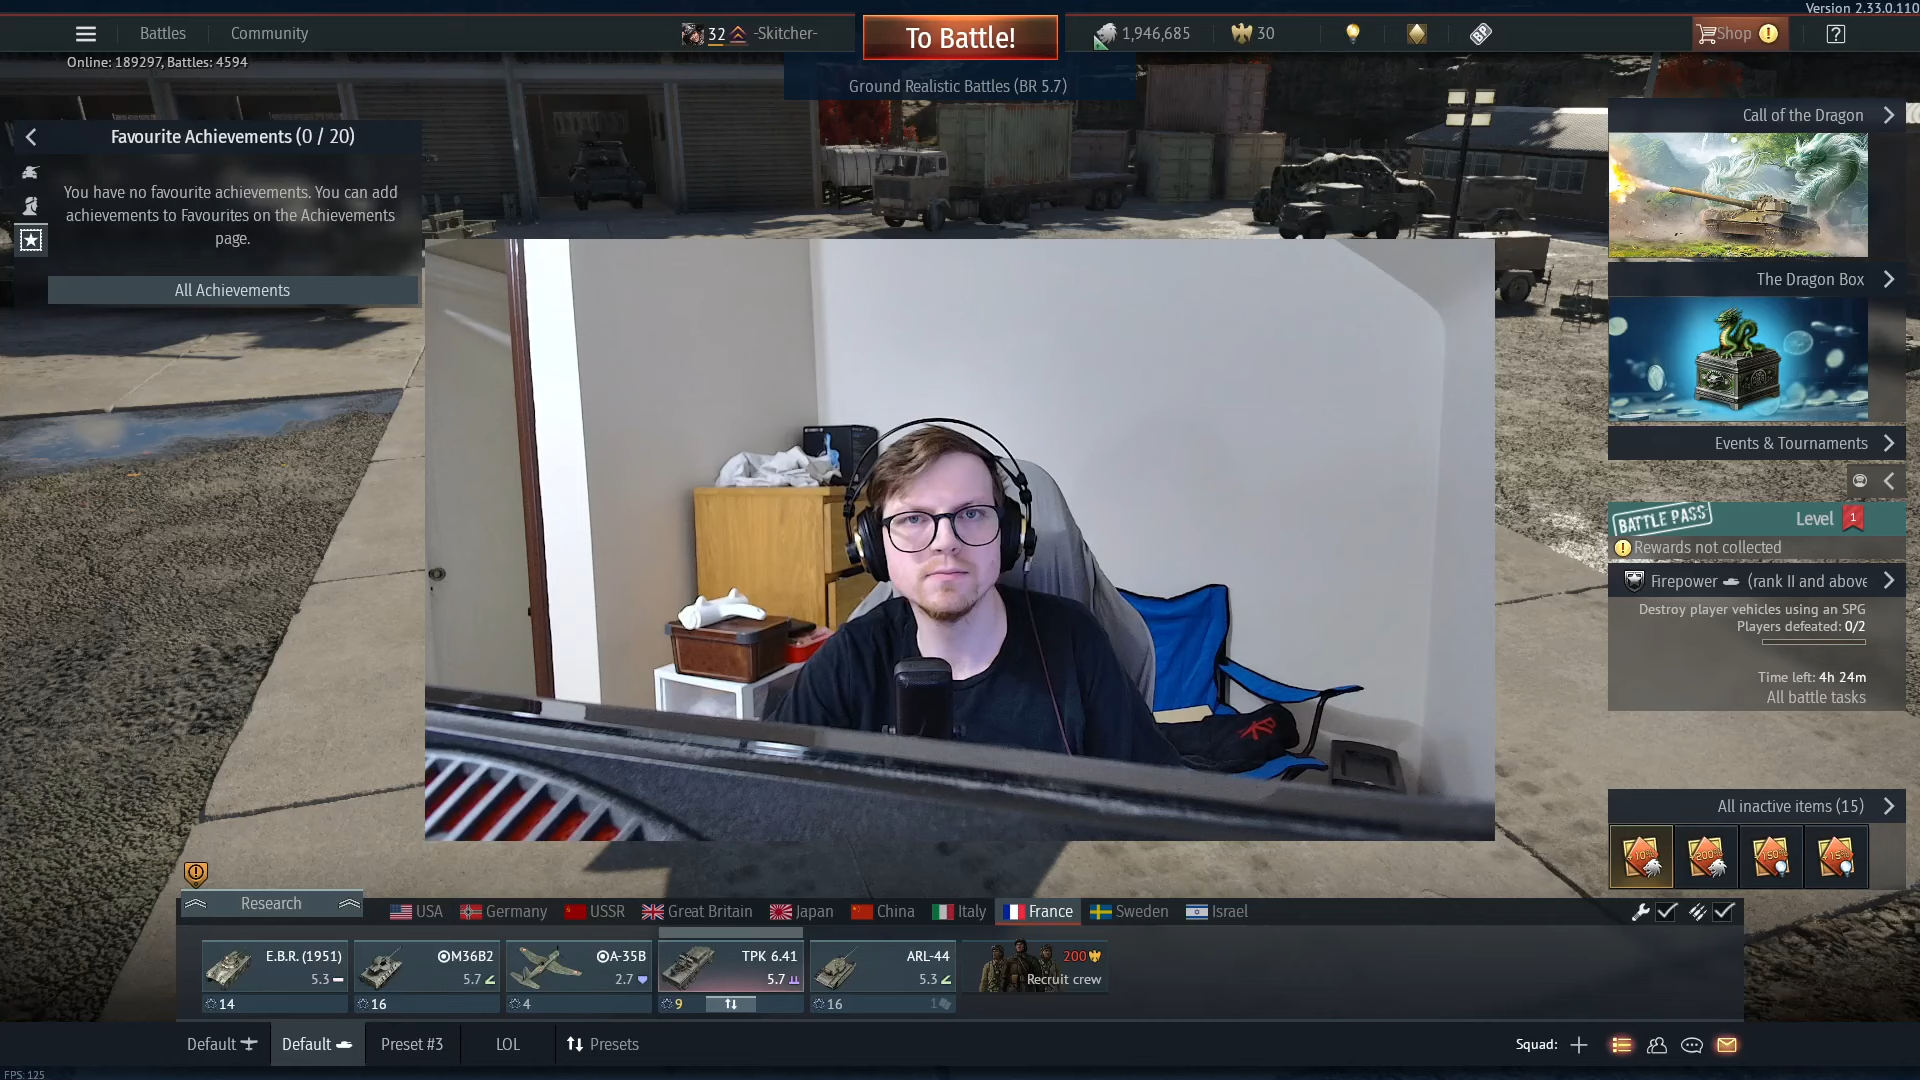 Version 2.33.0.110
Battles
Community
32
-Skitcher-
To Battle!
1,946,685
30
Shop
Online: 189297, Battles: 4594
Ground Realistic Battles (BR 5.7)
Favourite Achievements (0 / 20)
You have no favourite achievements. You can add
achievements to Favourites on the Achievements
page.
All Achievements
Call of the Dragon
The Dragon Box
Events & Tournaments
BATTLE PASS
Level 1
Rewards not collected
Firepower (rank II and above
Destroy player vehicles using an SPG
Players defeated: 0/2
Time left: 4h 24m
All battle tasks
All inactive items (15)
Research
USA
Germany
USSR
Great Britain
Japan
China
Italy
France
Sweden
Israel
E.B.R. (1951)
5.3
14
M36B2
5.7
16
A-35B
2.7
4
TPK 6.41
5.7
9
ARL-44
5.3
16
1
200
Recruit crew
Default
Default
Preset #3
LOL
Presets
Squad:
FPS: 125